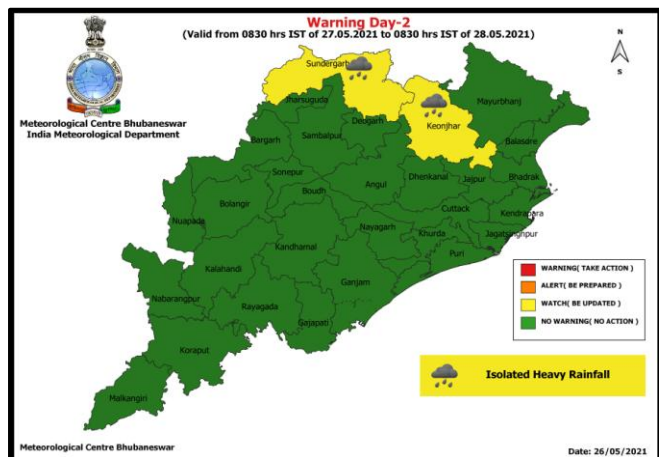 Warning Day-2
(Valid from 0830 hrs IST of 27.05.2021 to 0830 hrs IST of 28.05.2021)
Meteorological Centre Bhubaneswar
India Meteorological Department
N
S
Sundergarh
Jharsuguda
Mayurbhanj
Keonjhar
Deogarh
Sambalpur
Bargarh
Balasore
Sonepur
Dhenkanal
Jajpur
Bhadrak
Bolangir
Boudh
Angul
Cuttack
Kendrapara
Nuapada
Nayagarh
Khurda
Jagatsinghpur
Kandhamal
Puri
Kalahandi
Ganjam
Nabarangpur
Rayagada
Gajapati
Koraput
Malkangiri
WARNING( TAKE ACTION )
ALERT( BE PREPARED )
WATCH( BE UPDATED )
NO WARNING( NO ACTION )
Isolated Heavy Rainfall
Meteorological Centre Bhubaneswar
Date: 26/05/2021